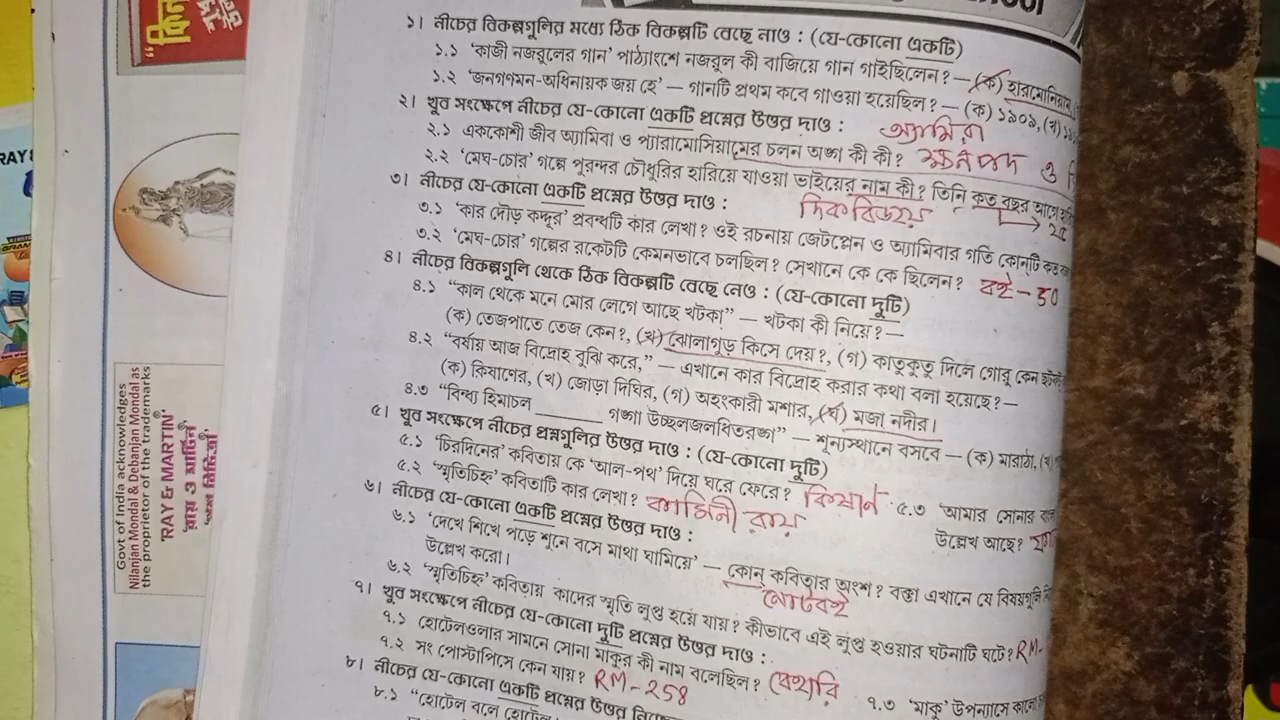 ১। নীচের বিকল্পগুলির মধ্যে ঠিক বিকল্পটি বেছে নাও : (যে-কোনো একটি)
১.১ ‘কাজী নজরুলের গান’ পাঠ্যাংশে নজরুল কী বাজিয়ে গান গাইছিলেন? — (ক) হারমোনিয়াম,
১.২ ‘জনগণমন-অধিনায়ক জয় হে’ — গানটি প্রথম কবে গাওয়া হয়েছিল? — (ক) ১৯০৯, (খ)
২। খুব সংক্ষেপে নীচের যে-কোনো একটি প্রশ্নের উত্তর দাও :
২.১ এককোশী জীব অ্যামিবা ও প্যারামোসিয়ামের চলন অঙ্গ কী কী? ক্ষনপদ ও
২.২ ‘মেঘ-চোর’ গল্পে পুরন্দর চৌধুরির হারিয়ে যাওয়া ভাইয়ের নাম কী? তিনি কত বছর আগে
৩। নীচের যে-কোনো একটি প্রশ্নের উত্তর দাও : দিকবিজয়
৩.১ ‘কার দৌড় কদ্দূর’ প্রবন্ধটি কার লেখা? ওই রচনায় জেটপ্লেন ও অ্যামিবার গতি কোন্‌টি কত
৩.২ ‘মেঘ-চোর’ গল্পের রকেটটি কেমনভাবে চলছিল? সেখানে কে কে ছিলেন? বই - 50
৪। নীচের বিকল্পগুলি থেকে ঠিক বিকল্পটি বেছে নেও : (যে-কোনো দুটি)
৪.১ “কাল থেকে মনে মোর লেগে আছে খটকা” — খটকা কী নিয়ে? —
(ক) তেজপাতে তেজ কেন?, (খ) ঝোলাগুড় কিসে দেয়?, (গ) কাতুকুতু দিলে গোরু কেন ছটফট
৪.২ “বর্ষায় আজ বিদ্রোহ বুঝি করে,” — এখানে কার বিদ্রোহ করার কথা বলা হয়েছে? —
(ক) কিষাণের, (খ) জোড়া দিঘির, (গ) অহংকারী মশার, (ঘ) মজা নদীর।
৪.৩ “বিন্ধ্য হিমাচল ________ গঙ্গা উচ্ছলজলধিতরঙ্গ” — শূন্যস্থানে বসবে — (ক) মারাঠা, (খ)
৫। খুব সংক্ষেপে নীচের প্রশ্নগুলির উত্তর দাও : (যে-কোনো দুটি)
৫.১ ‘চিরদিনের’ কবিতায় কে ‘আল-পথ’ দিয়ে ঘরে ফেরে? কিষান
৫.২ ‘স্মৃতিচিহ্ন’ কবিতাটি কার লেখা? কামিনী রায়
৫.৩ ‘আমার সোনার
উল্লেখ আছে?
৬। নীচের যে-কোনো একটি প্রশ্নের উত্তর দাও :
৬.১ ‘দেখে শিখে পড়ে শুনে বসে মাথা ঘামিয়ে’ — কোন্ কবিতার অংশ? বক্তা এখানে যে বিষয়গুলি
উল্লেখ করো। নোটবই
৬.২ ‘স্মৃতিচিহ্ন’ কবিতায় কাদের স্মৃতি লুপ্ত হয়ে যায়? কীভাবে এই লুপ্ত হওয়ার ঘটনাটি ঘটে? RM-
৭। খুব সংক্ষেপে নীচের যে-কোনো দুটি প্রশ্নের উত্তর দাও :
৭.১ হোটেলওলার সামনে সোনা মাকুর কী নাম বলেছিল? বেহারি
৭.২ সং পোস্টাপিসে কেন যায়? RM-258
৭.৩ ‘মাকু’ উপন্যাসে
৮। নীচের যে-কোনো একটি প্রশ্নের উত্তর
৮.১ “হোটেল বলে হোটেল
Govt of India acknowledges
Nilanjan Mondal & Debanjan Mondal as
the proprietor of the trademarks
'RAY & MARTIN'
'রায় ও মার্টিন'
RAY